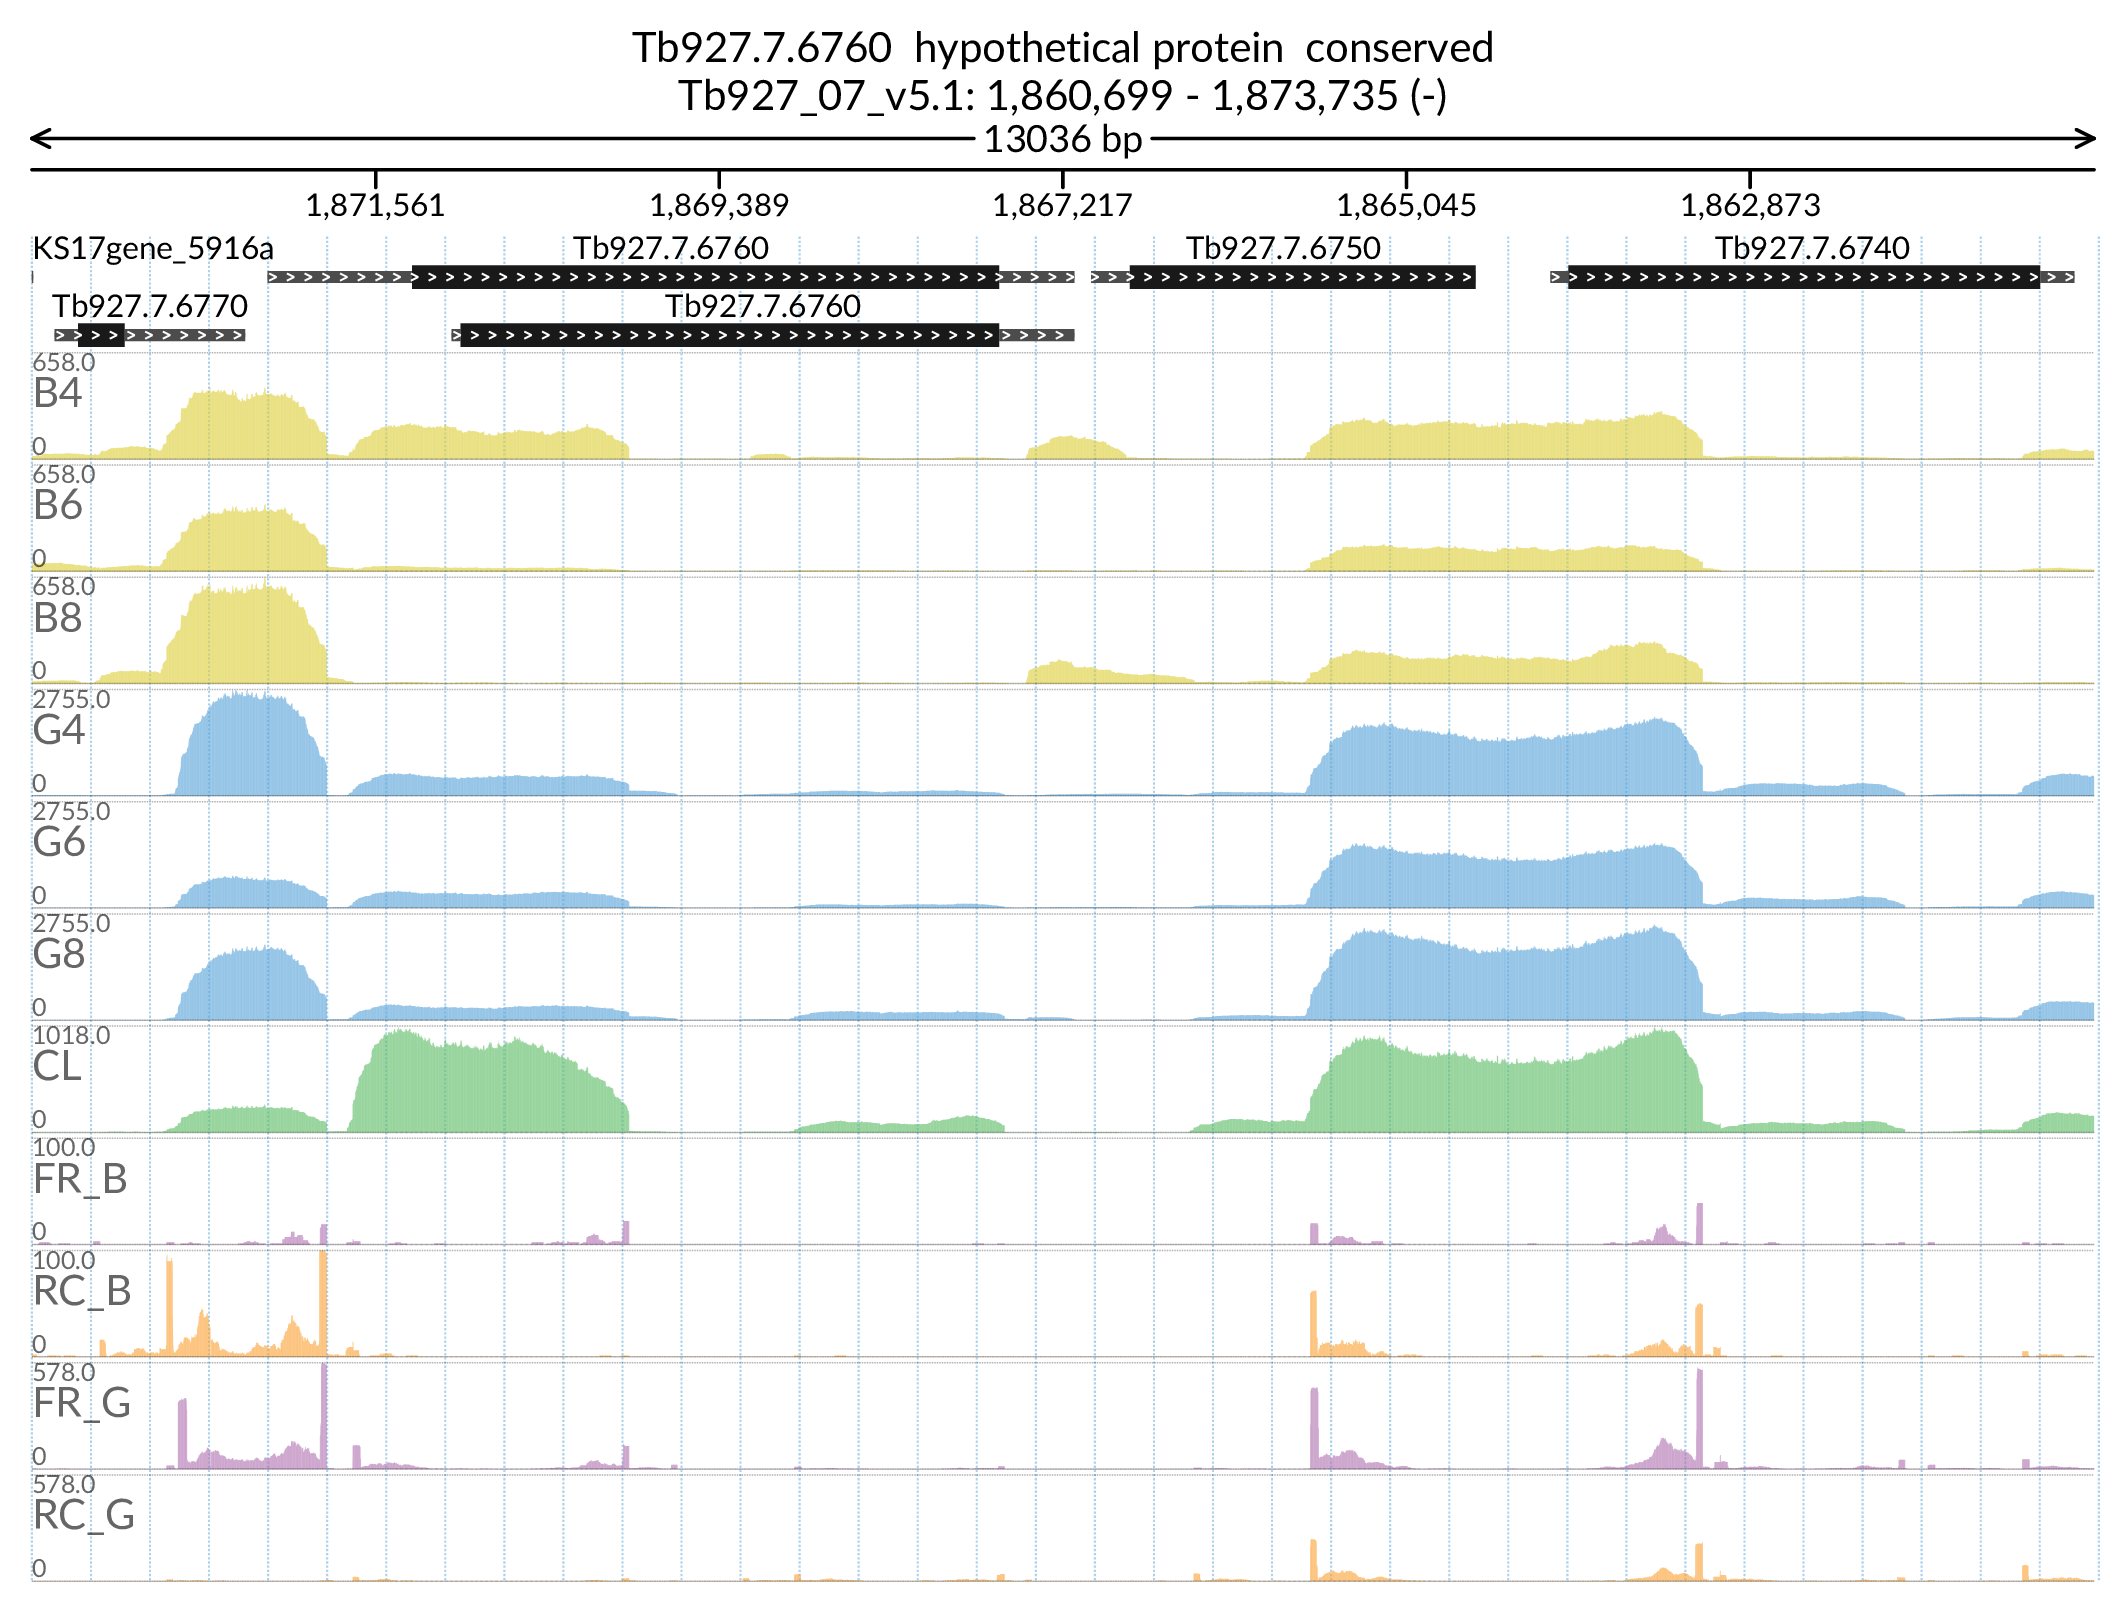 Tb927.7.6760  hypothetical protein  conserved
Tb927_07_v5.1: 1,860,699 - 1,873,735 (-)
13036 bp
1,871,561 1,869,389 1,867,217 1,865,045 1,862,873
KS17gene_5916a Tb927.7.6760 Tb927.7.6750 Tb927.7.6740
Tb927.7.6770 Tb927.7.6760
658.0
B4
0
658.0
B6
0
658.0
B8
0
2755.0
G4
0
2755.0
G6
0
2755.0
G8
0
1018.0
CL
0
100.0
FR_B
0
100.0
RC_B
0
578.0
FR_G
0
578.0
RC_G
0